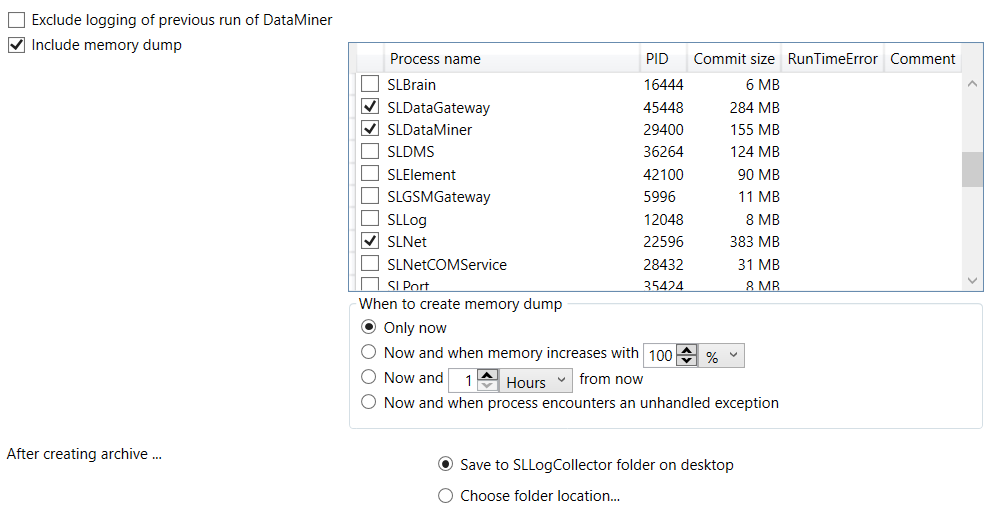 Exclude logging of previous run of DataMiner
Include memory dump
Process name PID Commit size RunTimeError Comment
SLBrain 16444 6 MB
SLDataGateway 45448 284 MB
SLDataMiner 29400 155 MB
SLDMS 36264 124 MB
SLElement 42100 90 MB
SLGSMGateway 5996 11 MB
SLLog 12048 8 MB
SLNet 22596 383 MB
SLNetCOMService 28432 31 MB
SLPort 35424 8 MB
When to create memory dump
Only now
Now and when memory increases with 100 %
Now and 1 Hours from now
Now and when process encounters an unhandled exception
After creating archive ...
Save to SLLogCollector folder on desktop
Choose folder location...